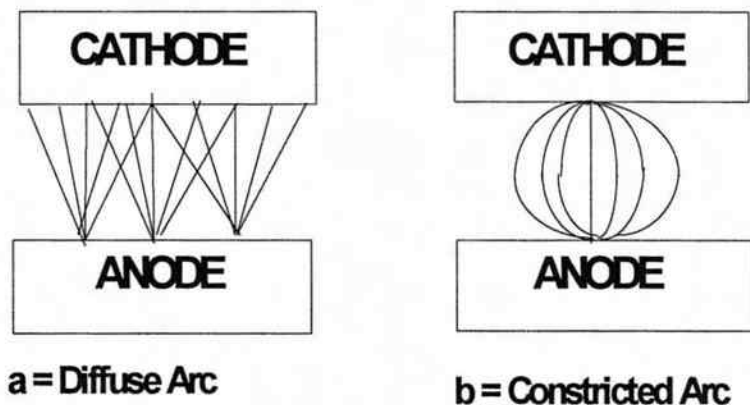 CATHODE
CATHODE
ANODE
ANODE
a = Diffuse Arc
b = Constricted Arc